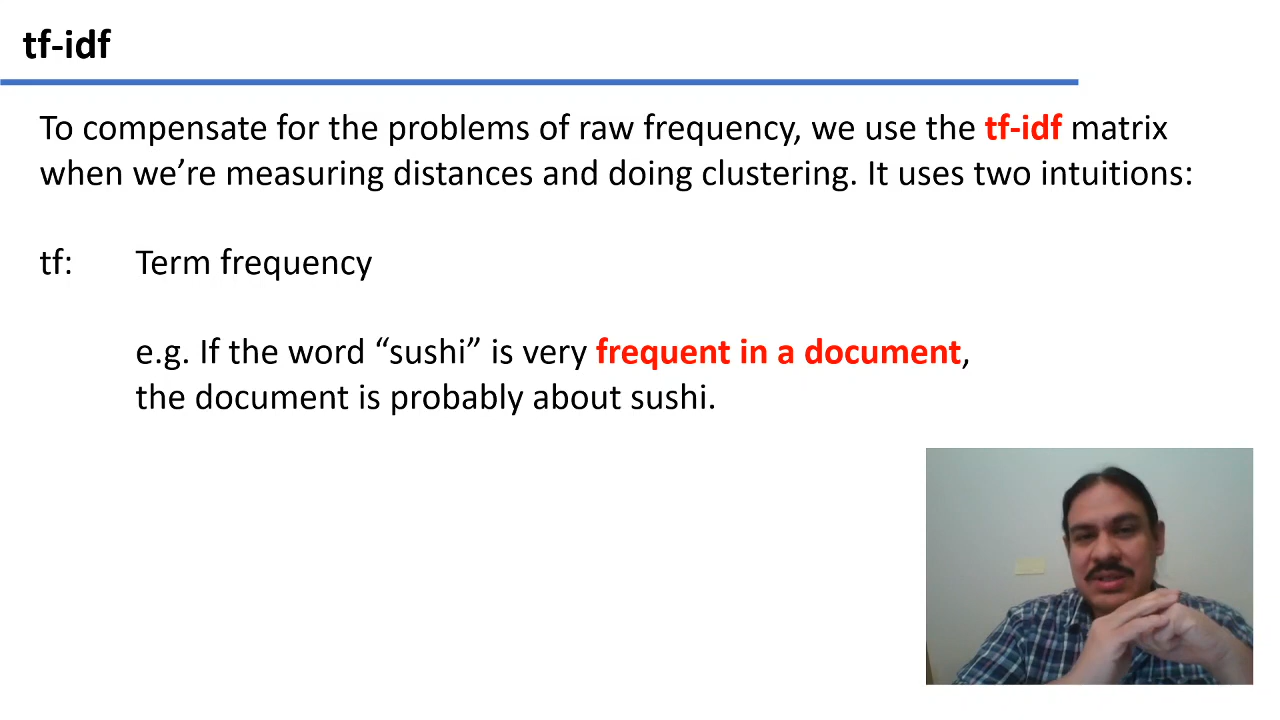 tf-idf
To compensate for the problems of raw frequency, we use the tf-idf matrix
when we’re measuring distances and doing clustering. It uses two intuitions:
tf: Term frequency
e.g. If the word “sushi” is very frequent in a document,
the document is probably about sushi.